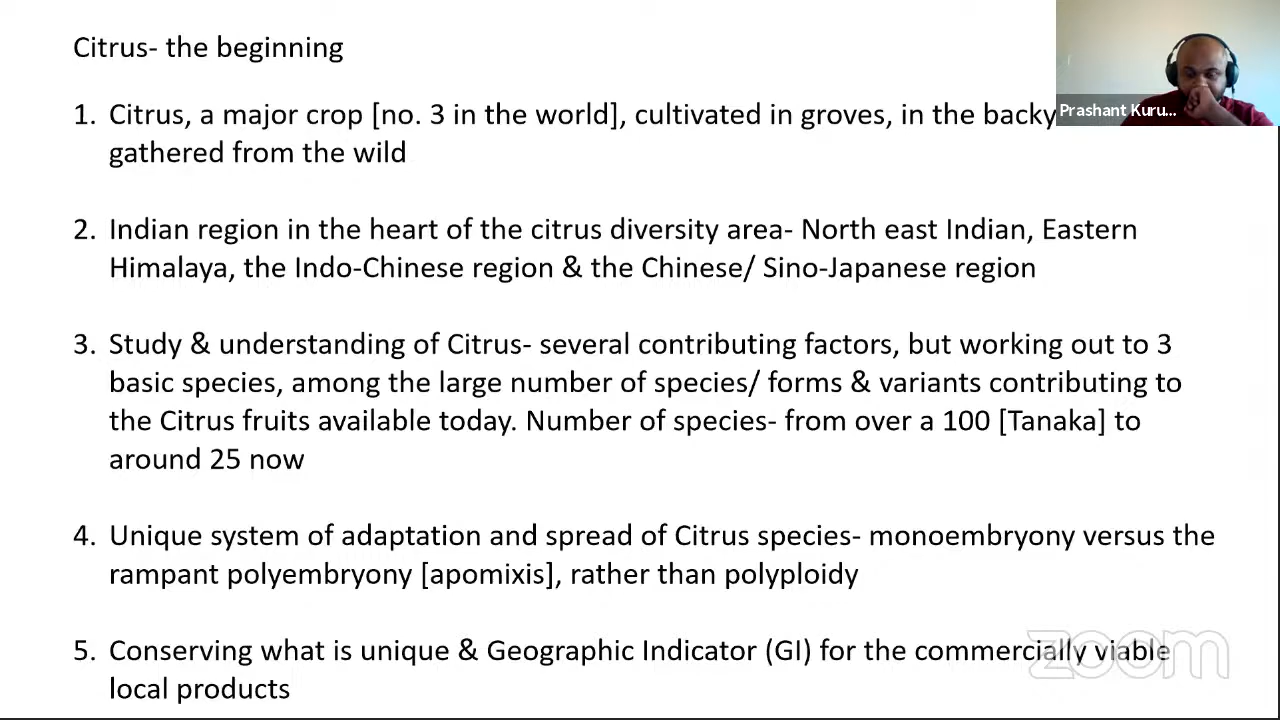 Citrus- the beginning
Prashant Kuru...
1. Citrus, a major crop [no. 3 in the world], cultivated in groves, in the
gathered from the wild
2. Indian region in the heart of the citrus diversity area- North east Indian, Eastern
Himalaya, the Indo-Chinese region & the Chinese/ Sino-Japanese region
3. Study & understanding of Citrus- several contributing factors, but working out to 3
basic species, among the large number of species/ forms & variants contributing to
the Citrus fruits available today. Number of species- from over a 100 [Tanaka] to
around 25 now
4. Unique system of adaptation and spread of Citrus species- monoembryony versus the
rampant polyembryony [apomixis], rather than polyploidy
5. Conserving what is unique & Geographic Indicator (GI) for the commercially viable
local products
zoom